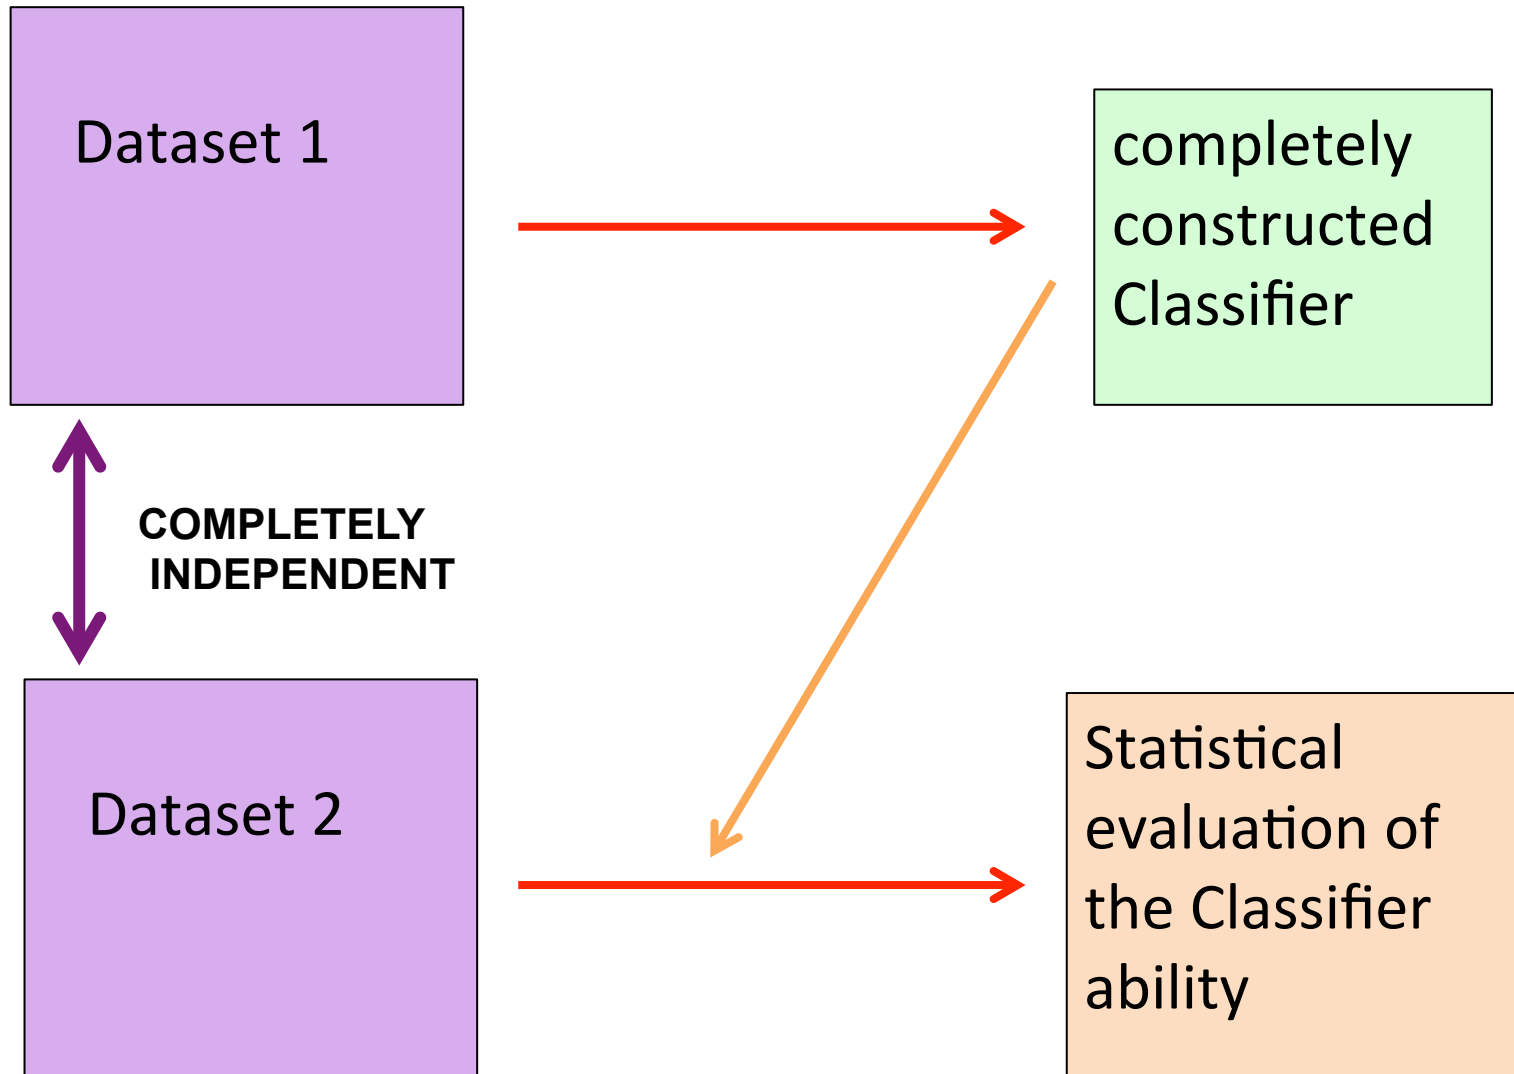 Dataset 1
completely
constructed
Classifier
COMPLETELY
INDEPENDENT
Dataset 2
Statistical
evaluation of
the Classifier
ability